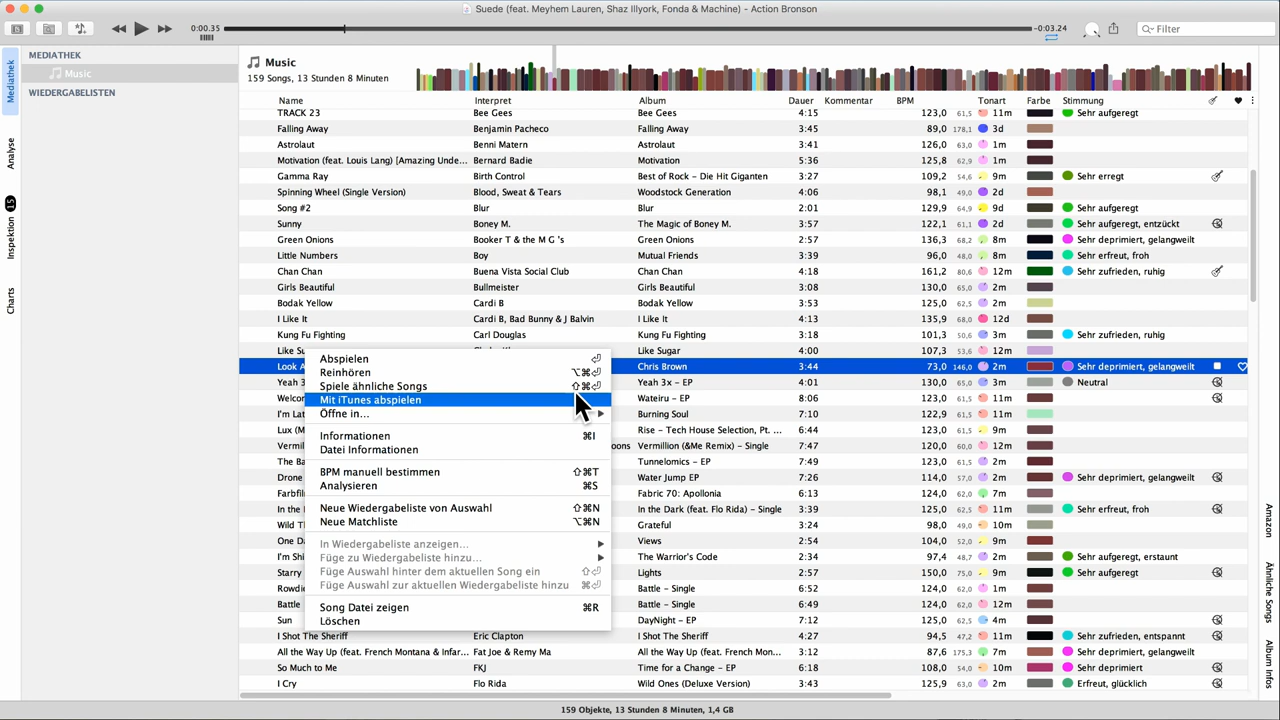 Suede (feat. Meyhem Lauren, Shaz Illyork, Fonda & Machine) - Action Bronson
0:00.35
-0:03.24
Filter
Mediathek
Analyse
Inspektion 15
Charts
MEDIATHEK
Music
WIEDERGABELISTEN
Music
159 Songs, 13 Stunden 8 Minuten
Name Interpret Album Dauer Kommentar BPM Tonart Farbe Stimmung
TRACK 23 Bee Gees Bee Gees 4:15 123,0 61,5 11m Sehr aufgeregt
Falling Away Benjamin Pacheco Falling Away 3:45 89,0 178,1 3d
Astrolaut Benni Matern Astrolaut 3:41 126,0 63,0 1m
Motivation (feat. Louis Lang) [Amazing Unde... Bernard Badie Motivation 5:36 125,8 62,9 1m
Gamma Ray Birth Control Best of Rock - Die Hit Giganten 3:27 109,2 54,6 9m Sehr erregt
Spinning Wheel (Single Version) Blood, Sweat & Tears Woodstock Generation 4:06 98,1 49,0 2d
Song #2 Blur Blur 2:01 129,9 64,9 9d Sehr aufgeregt
Sunny Boney M. The Magic of Boney M. 3:57 122,1 61,1 2d Sehr aufgeregt, entzückt
Green Onions Booker T & the M G 's 2:57 136,3 68,2 8m Sehr deprimiert, gelangweilt
Little Numbers Boy Mutual Friends 3:39 96,0 48,0 8m Sehr erfreut, froh
Chan Chan Buena Vista Social Club Chan Chan 4:18 161,2 80,6 12m Sehr zufrieden, ruhig
Girls Beautiful Bullmeister Girls Beautiful 3:08 130,0 65,0 2m
Bodak Yellow Cardi B Bodak Yellow 3:53 125,0 62,5 2m
I Like It Cardi B, Bad Bunny & J Balvin I Like It 4:13 135,9 68,0 12d
Kung Fu Fighting Carl Douglas Kung Fu Fighting 3:18 101,3 50,6 3m Sehr zufrieden, ruhig
Like Su Like Sugar 4:00 107,3 53,6 12m
Look A Chris Brown 3:44 73,0 146,0 2m Sehr deprimiert, gelangweilt
Yeah 3 Yeah 3x - EP 4:01 130,0 65,0 3m Neutral
Welcor Wateiru - EP 8:06 123,0 61,5 11m
I'm Lat Burning Soul 7:10 122,9 61,5 11m
Lux (M Rise - Tech House Selection, Pt. ... 6:44 123,0 61,5 9m
Vermil oons Vermillion (&Me Remix) - Single 7:47 120,0 60,0 12m
The Ba Tunnelomics - EP 7:49 123,0 61,5 2m
Drone Water Jump EP 7:26 114,0 57,0 2m Sehr deprimiert, gelangweilt
Farbfil Fabric 70: Apollonia 6:13 124,0 62,0 7m
In the In the Dark (feat. Flo Rida) - Single 3:39 123,0 61,5 11m Sehr erfreut, froh
Wild T Grateful 3:24 98,0 49,0 10m
One Da Views 2:54 104,0 52,0 9m
I'm Shi The Warrior's Code 2:34 97,4 48,7 2m Sehr aufgeregt, erstaunt
Starry Lights 2:57 150,0 75,0 9m Sehr aufgeregt
Rowdie Battle - Single 6:52 124,0 62,0 1m
Battle Battle - Single 6:49 124,0 62,0 12m
Sun DayNight - EP 7:12 125,0 62,5 4m
I Shot The Sheriff Eric Clapton I Shot The Sheriff 4:27 94,5 47,2 11m Sehr zufrieden, entspannt
All the Way Up (feat. French Montana & Infar... Fat Joe & Remy Ma All the Way Up (feat. French Mon... 3:12 87,6 175,3 7m Sehr deprimiert, gelangweilt
So Much to Me FKJ Time for a Change - EP 6:18 108,0 54,0 10m Sehr deprimiert
I Cry Flo Rida Wild Ones (Deluxe Version) 3:43 125,9 63,0 2m Erfreut, glücklich
Abspielen ⏎
Reinhören ⌥⌘⏎
Spiele ähnliche Songs ⇧⌘⏎
Mit iTunes abspielen
Öffne in...
Informationen ⌘I
Datei Informationen
BPM manuell bestimmen ⇧⌘T
Analysieren ⌘S
Neue Wiedergabeliste von Auswahl ⇧⌘N
Neue Matchliste ⌥⌘N
In Wiedergabeliste anzeigen...
Füge zu Wiedergabeliste hinzu...
Füge Auswahl hinter dem aktuellen Song ein ⇧⏎
Füge Auswahl zur aktuellen Wiedergabeliste hinzu ⌘⏎
Song Datei zeigen ⌘R
Löschen
Amazon
Ähnliche Songs
Album Infos
159 Objekte, 13 Stunden 8 Minuten, 1,4 GB